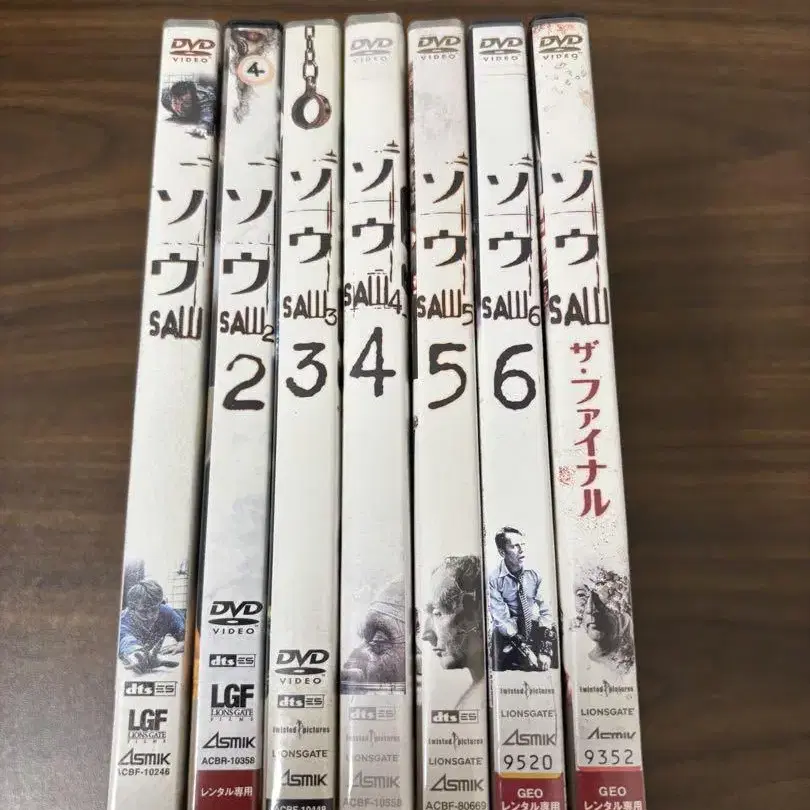 DVD
VIDEO
ソウ
SAW
dts ES
LGF
LIONS GATE
FILMS
ASMIK
ACBF-10246
4
ソウ
SAW2
2
DVD
VIDEO
dts ES
LGF
LIONS GATE
FILMS
ASMIK
ACBR-10358
レンタル専用
ソウ
SAW3
3
DVD
VIDEO
dts ES
twisted pictures
LIONSGATE
ASMIK
ACBF-10448
DVD
VIDEO
ソウ
SAW4
4
dts ES
twisted pictures
LIONSGATE
ASMIK
ACBF-10558
DVD
VIDEO
ソウ
SAW5
5
dts ES
twisted pictures
LIONSGATE
ASMIK
ACBF-80669
DVD
VIDEO
ソウ
SAW6
6
twisted pictures
LIONSGATE
ASMIK
9520
GEO
レンタル専用
DVD
VIDEO
ソウ
SAW
ザ・ファイナル
twisted pictures
LIONSGATE
ASMIK
9352
GEO
レンタル専用